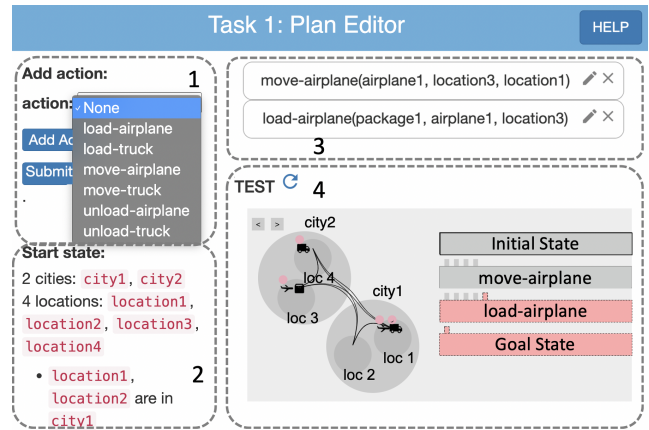 Task 1: Plan Editor
HELP
Add action:
1
action:
None
load-airplane
load-truck
move-airplane
move-truck
unload-airplane
unload-truck
Add Ac
Submit
.
Start state:
2 cities: city1, city2
4 locations: location1,
location2, location3,
location4
• location1,
location2 are in
city1
2
move-airplane(airplane1, location3, location1)
load-airplane(package1, airplane1, location3)
3
TEST
4
< >
city2
loc 4
loc 3
city1
loc 1
loc 2
Initial State
move-airplane
load-airplane
Goal State